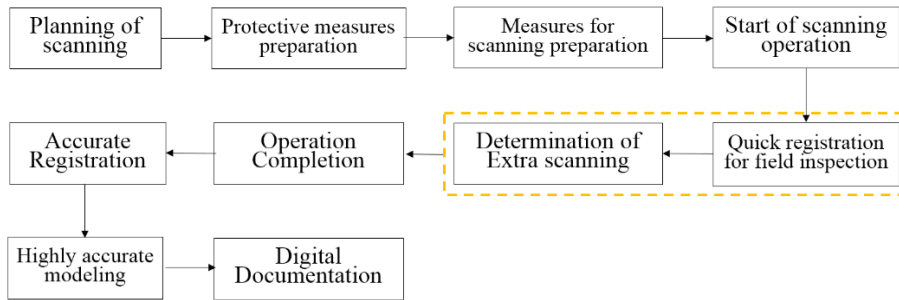 Planning of
scanning
Protective measures
preparation
Measures for
scanning preparation
Start of scanning
operation
Quick registration
for field inspection
Determination of
Extra scanning
Operation
Completion
Accurate
Registration
Highly accurate
modeling
Digital
Documentation